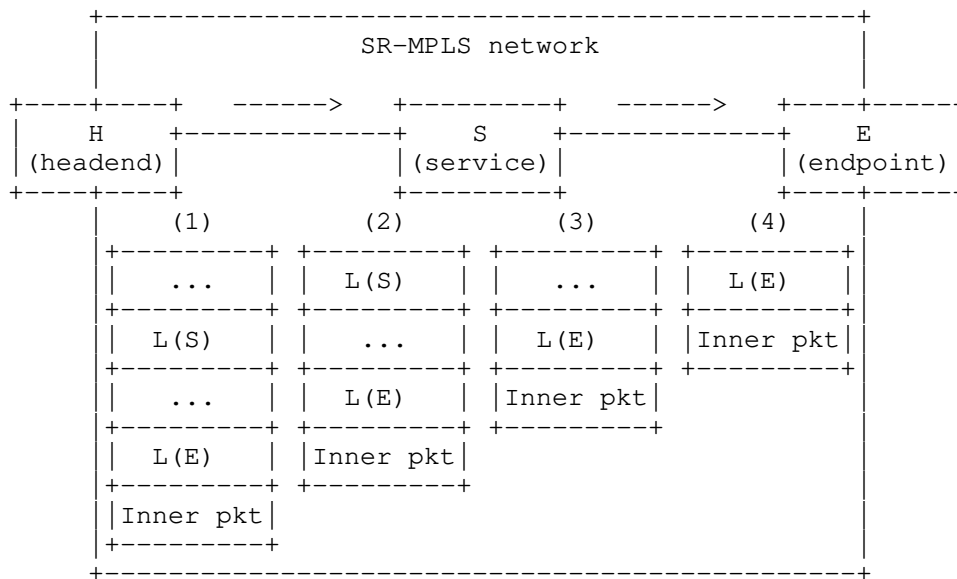 SR-MPLS network
------> ------>
H S E
(headend) (service) (endpoint)
(1) (2) (3) (4)
... L(S) ... L(E)
L(S) ... L(E) Inner pkt
... L(E) Inner pkt
L(E) Inner pkt
Inner pkt